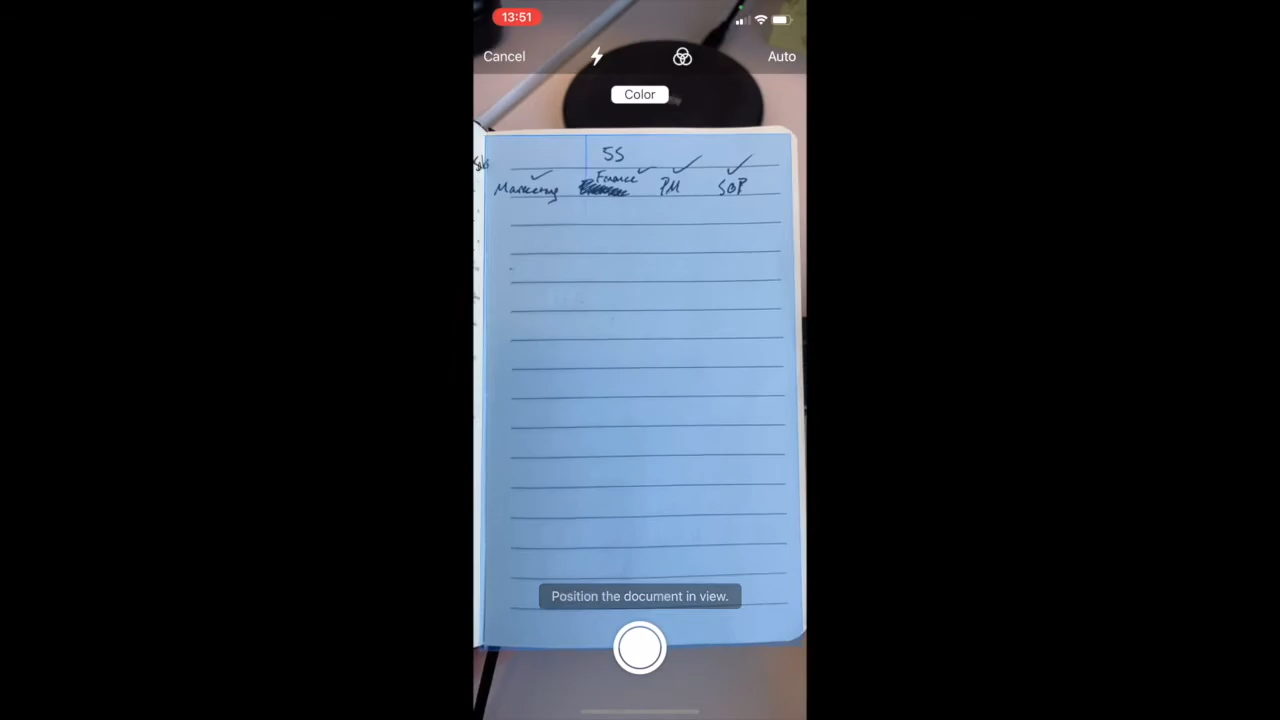 13:51
Cancel Auto
Color
5S
Marketing Finance PM SOP
Position the document in view.